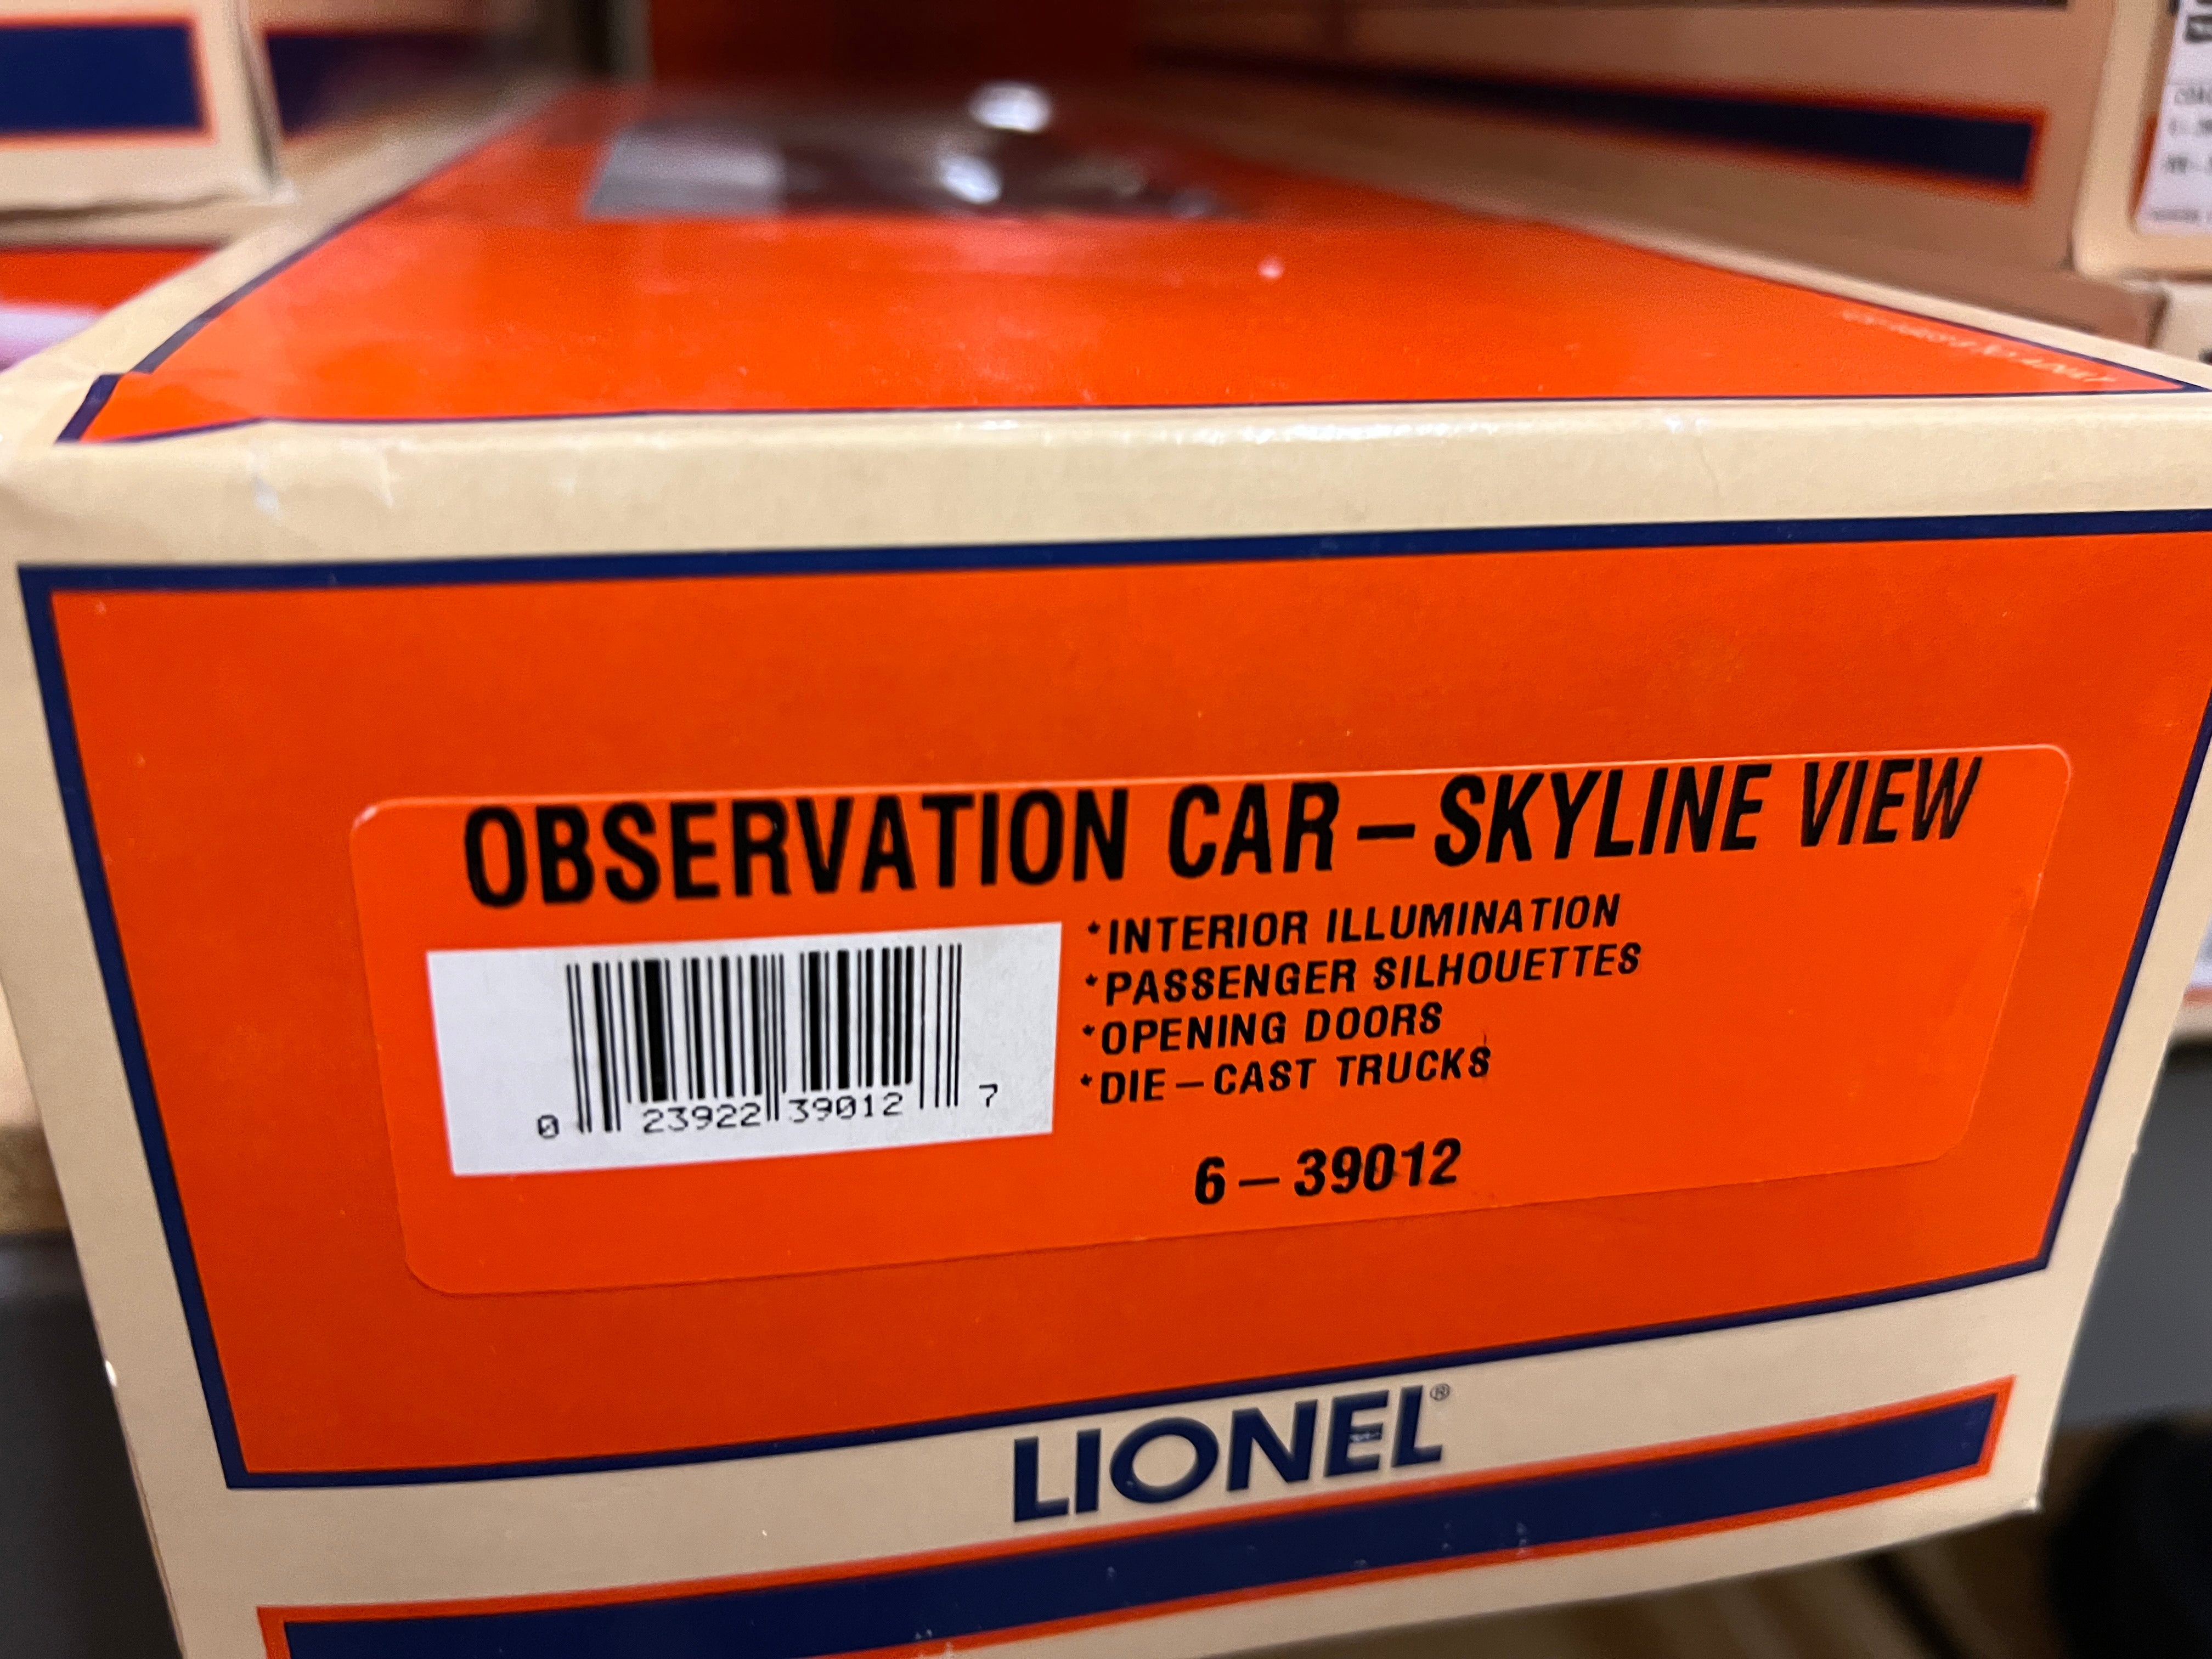 OBSERVATION CAR – SKYLINE VIEW
*INTERIOR ILLUMINATION
*PASSENGER SILHOUETTES
*OPENING DOORS
*DIE–CAST TRUCKS
0 23922 39012 7
6–39012
LIONEL®